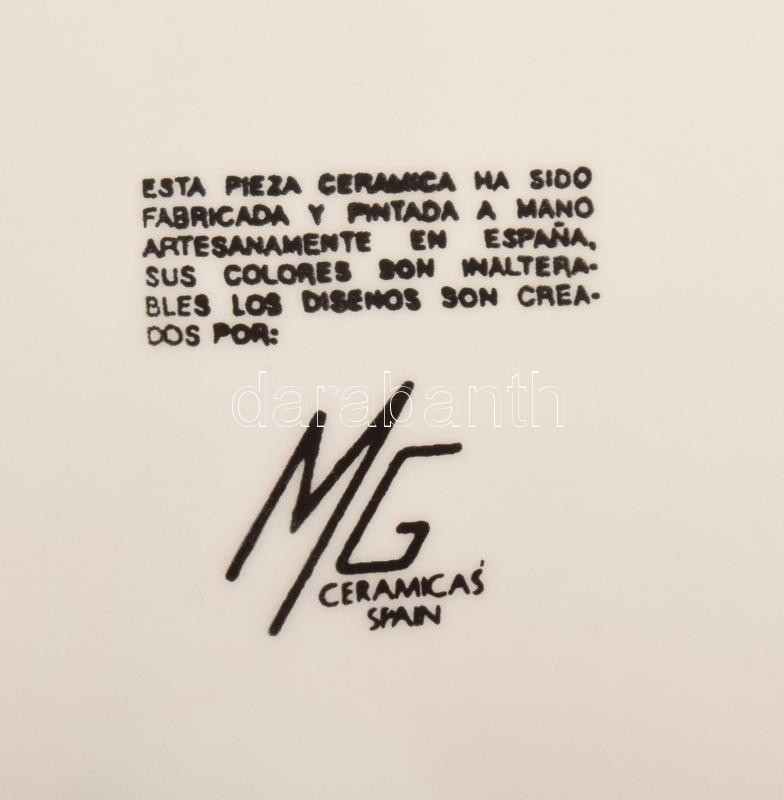 ESTA PIEZA CERAMICA HA SIDO
FABRICADA Y PINTADA A MANO
ARTESANAMENTE EN ESPAÑA,
SUS COLORES SON INALTERA-
BLES LOS DISENOS SON CREA-
DOS POR:
darabanth
MG
CERAMICAS
SPAIN